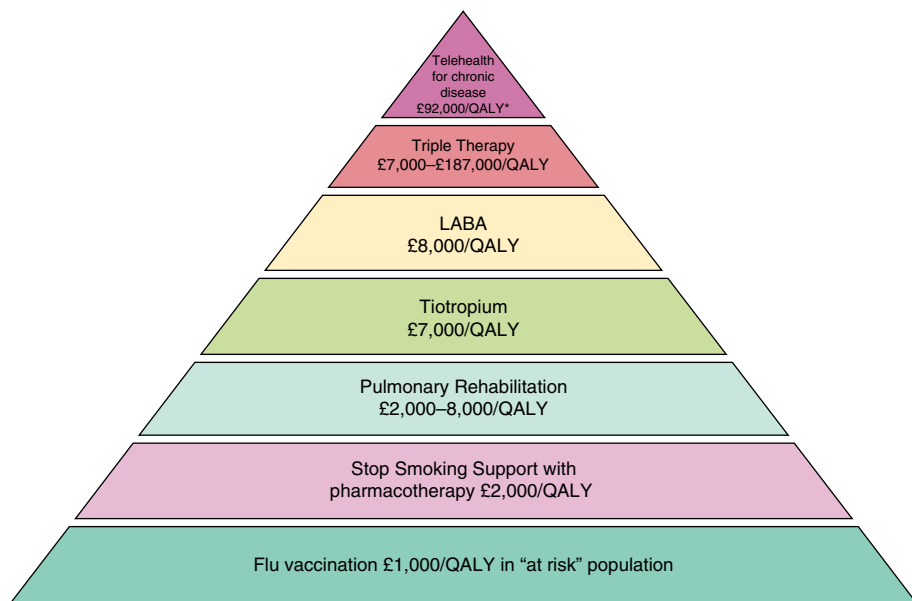 Telehealth
for chronic
disease
£92,000/QALY*
Triple Therapy
£7,000–£187,000/QALY
LABA
£8,000/QALY
Tiotropium
£7,000/QALY
Pulmonary Rehabilitation
£2,000–8,000/QALY
Stop Smoking Support with
pharmacotherapy £2,000/QALY
Flu vaccination £1,000/QALY in “at risk” population